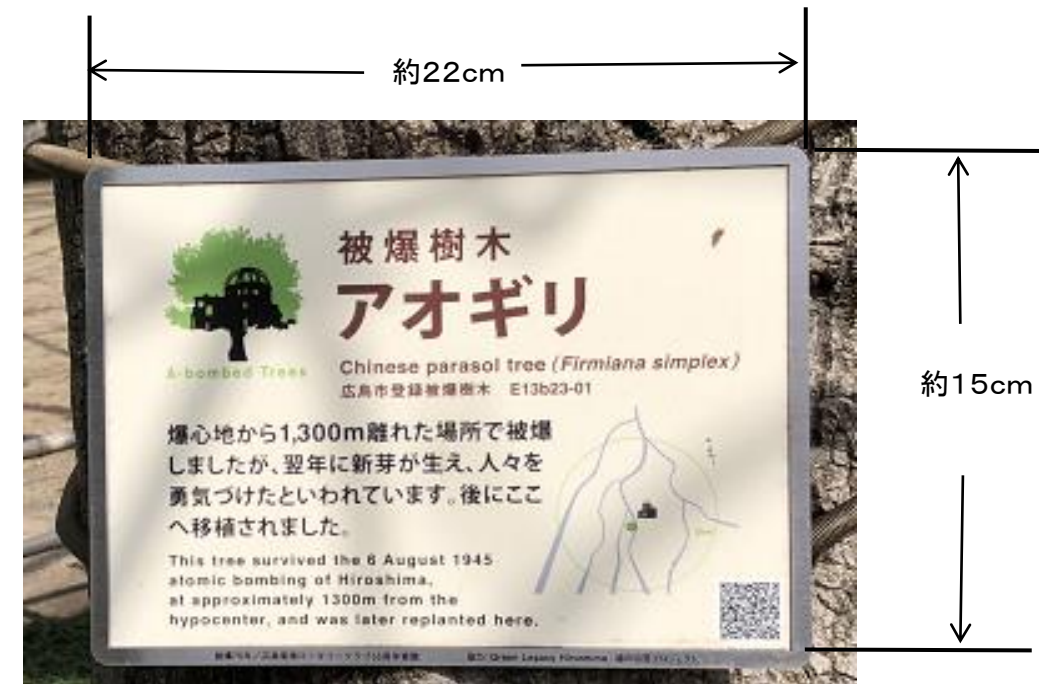 約22cm
約15cm
被爆樹木
アオギリ
A-bombed Trees
Chinese parasol tree (Firmiana simplex)
広島市登録被爆樹木 E13b23-01
爆心地から1,300m離れた場所で被爆
しましたが、翌年に新芽が生え、人々を
勇気づけたといわれています。後にここ
へ移植されました。
This tree survived the 6 August 1945
atomic bombing of Hiroshima,
at approximately 1300m from the
hypocenter, and was later replanted here.
Green Legacy Hiroshima